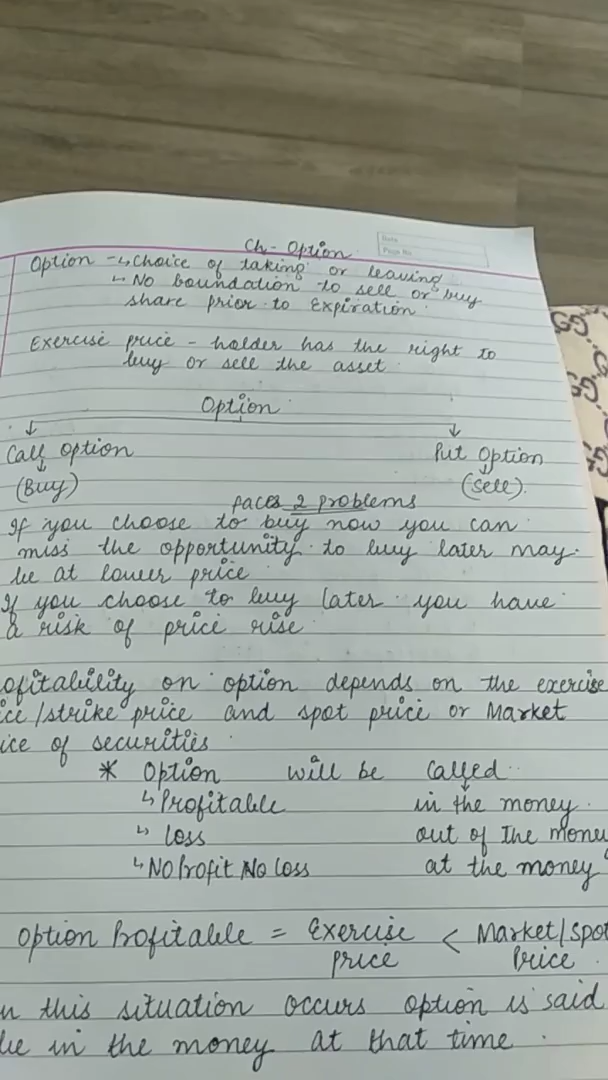 Ch- Option
Date
Page No.
Option -↳ Choice of taking or leaving
↳ No boundation to sell or buy
share prior to Expiration.
Exercise price - holder has the right to
buy or sell the asset.
Option
↓ ↓
Call Option Put Option
(Buy) (Sell).
faces 2 problems
If you choose to buy now you can
miss the opportunity to buy later may
be at lower price
If you choose to buy later you have
a risk of price rise
ofitability on option depends on the exercise
ice/strike price and spot price or Market
ice of securities
* Option will be Called
↳ Profitable in the money.
↳ Loss out of The money
↳ No Profit No Loss at the money
Option Profitable = Exercise < Market/Spot
price Price.
n this situation occurs option is said
be in the money at that time.